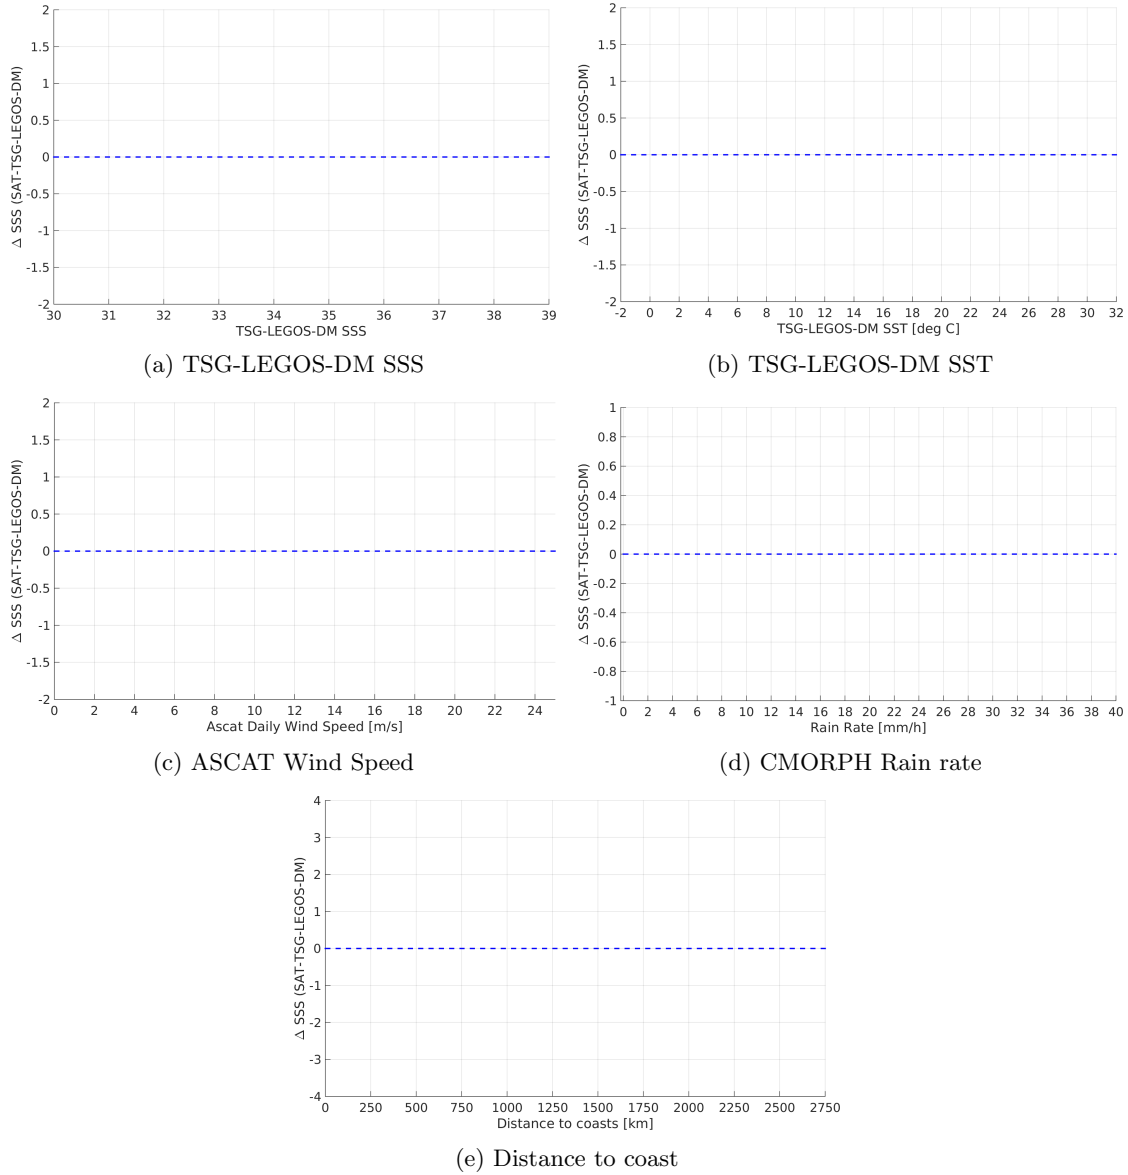 2
1.5
1
0.5
0
-0.5
-1
-1.5
-2
Δ SSS (SAT-TSG-LEGOS-DM)
30 31 32 33 34 35 36 37 38 39
TSG-LEGOS-DM SSS
(a) TSG-LEGOS-DM SSS
2
1.5
1
0.5
0
-0.5
-1
-1.5
-2
Δ SSS (SAT-TSG-LEGOS-DM)
-2 0 2 4 6 8 10 12 14 16 18 20 22 24 26 28 30 32
TSG-LEGOS-DM SST [deg C]
(b) TSG-LEGOS-DM SST
2
1.5
1
0.5
0
-0.5
-1
-1.5
-2
Δ SSS (SAT-TSG-LEGOS-DM)
0 2 4 6 8 10 12 14 16 18 20 22 24
Ascat Daily Wind Speed [m/s]
(c) ASCAT Wind Speed
1
0.8
0.6
0.4
0.2
0
-0.2
-0.4
-0.6
-0.8
-1
Δ SSS (SAT-TSG-LEGOS-DM)
0 2 4 6 8 10 12 14 16 18 20 22 24 26 28 30 32 34 36 38 40
Rain Rate [mm/h]
(d) CMORPH Rain rate
4
3
2
1
0
-1
-2
-3
-4
Δ SSS (SAT-TSG-LEGOS-DM)
0 250 500 750 1000 1250 1500 1750 2000 2250 2500 2750
Distance to coasts [km]
(e) Distance to coast